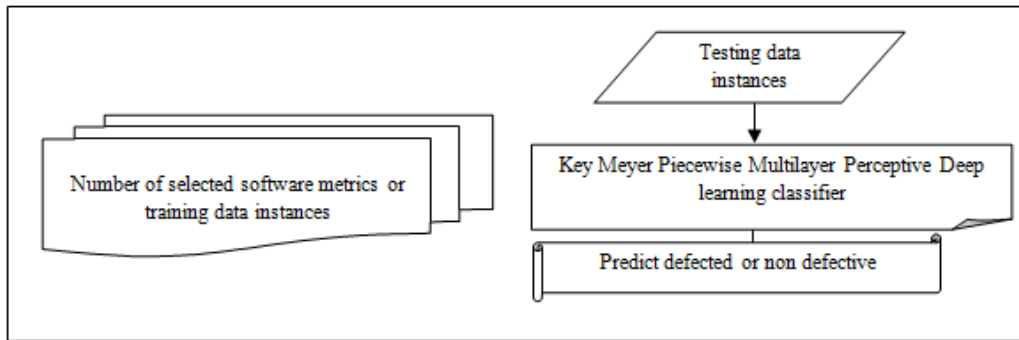 Testing data
instances
Number of selected software metrics or
training data instances
Key Meyer Piecewise Multilayer Perceptive Deep
learning classifier
Predict defected or non defective